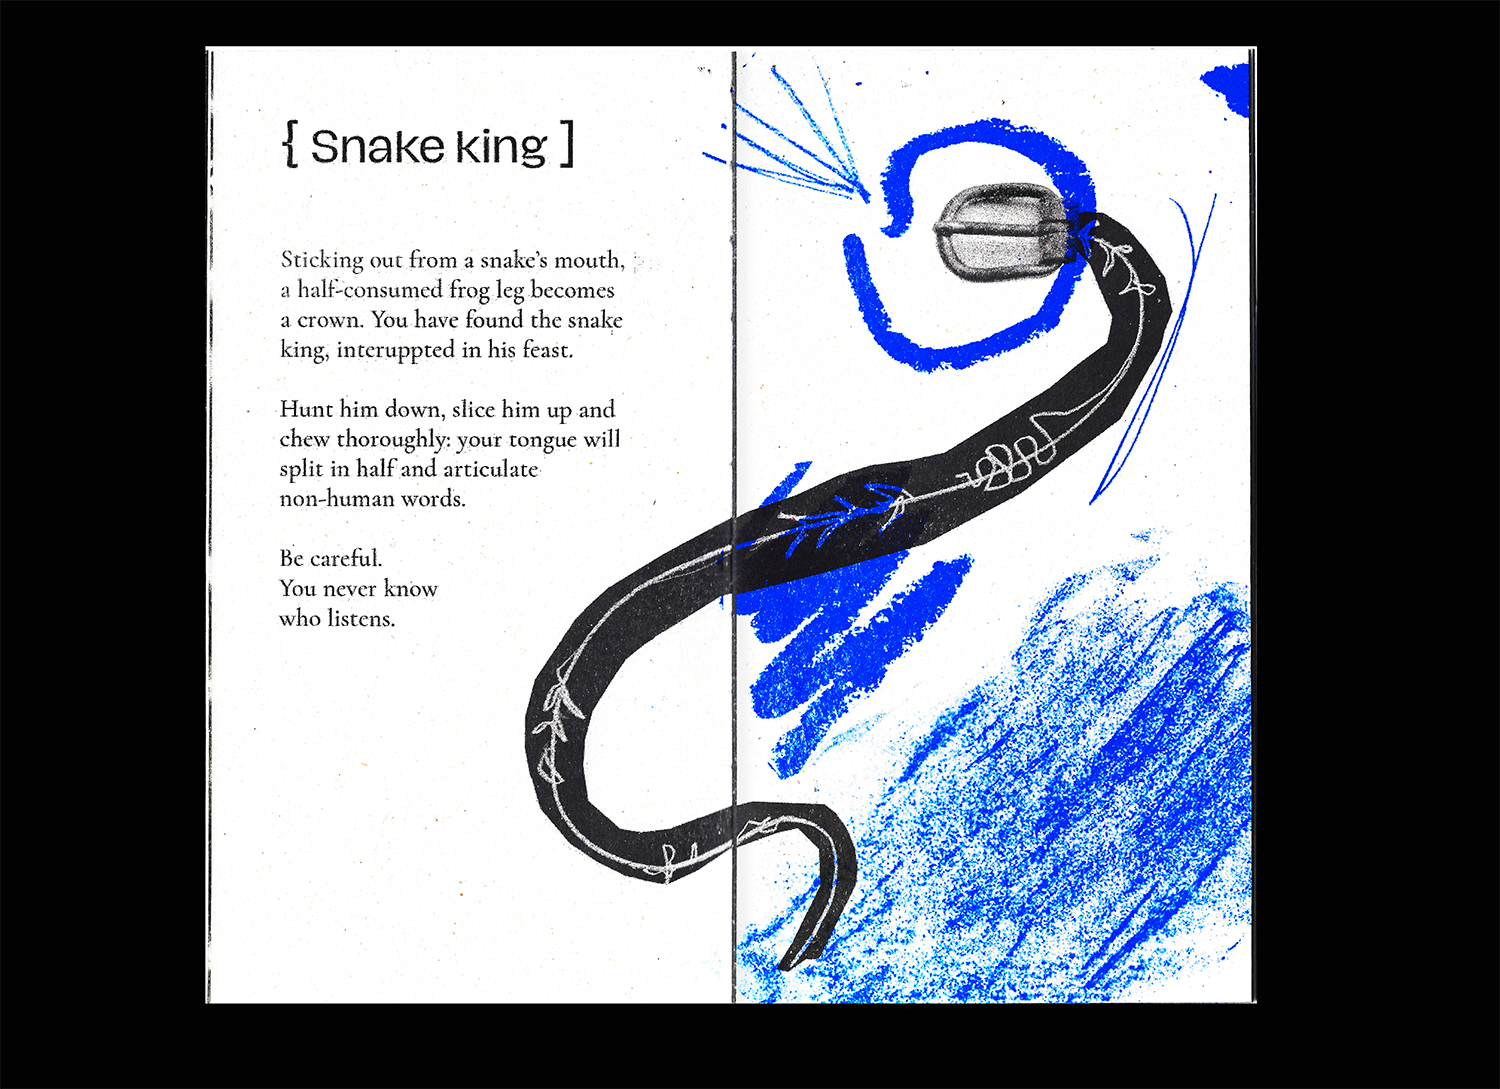 { Snake king ]
Sticking out from a snake's mouth,
a half-consumed frog leg becomes
a crown. You have found the snake
king, interuppted in his feast.
Hunt him down, slice him up and
chew thoroughly: your tongue will
split in half and articulate
non-human words.
Be careful.
You never know
who listens.